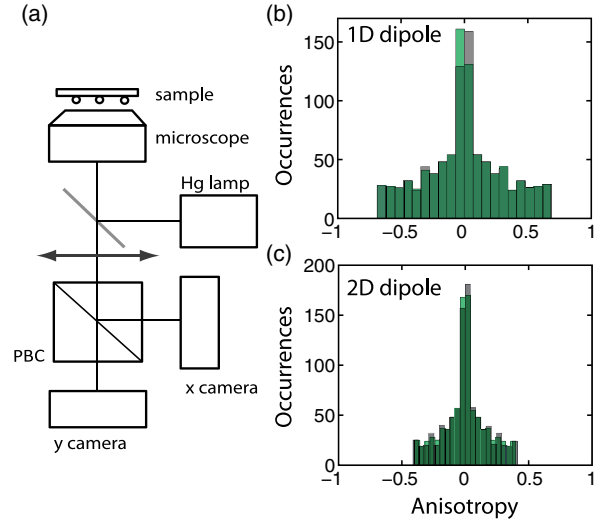 (a)
sample
microscope
Hg lamp
PBC
x camera
y camera
(b)
1D dipole
Occurrences
150
100
50
0
−1
−0.5
0
0.5
1
(c)
2D dipole
Occurrences
200
150
100
50
0
−1
−0.5
0
0.5
1
Anisotropy